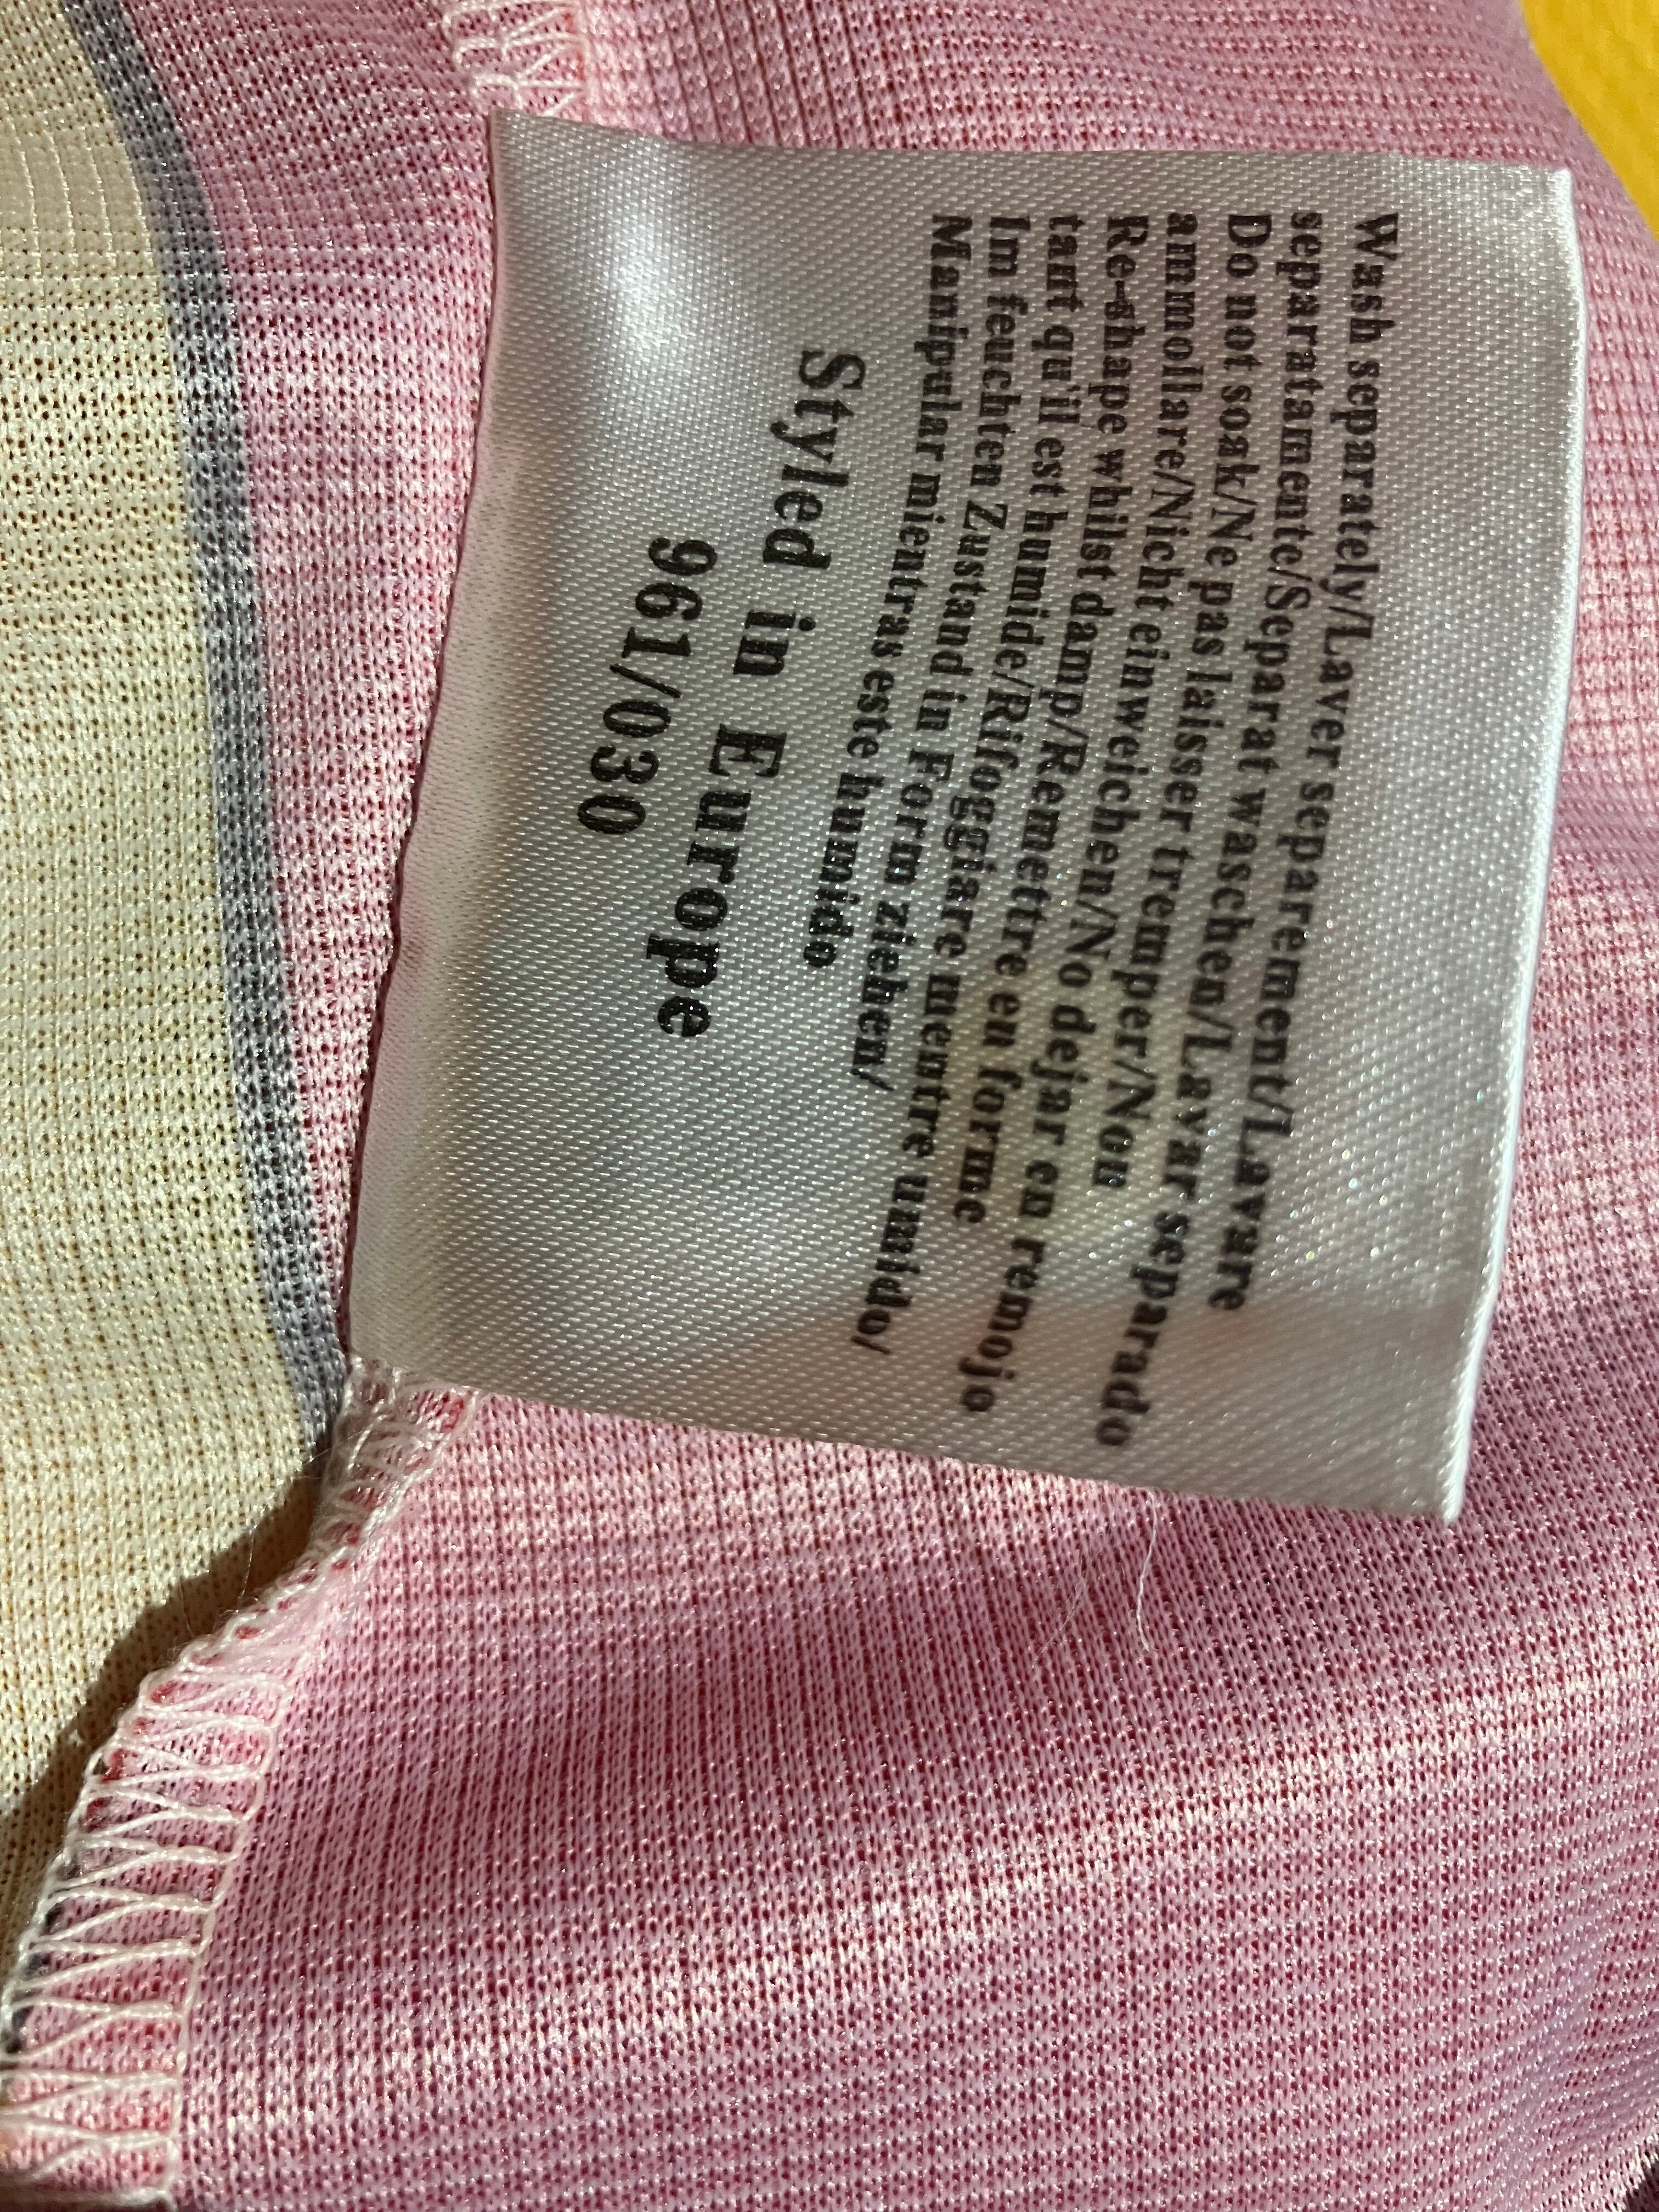 Wash separately/Laver separement/Lavare
separatamente/Separat waschen/Lavar separado
Do not soak/Ne pas laisser tremper/Non
ammollare/Nicht einweichen/No dejar en remojo
Re-shape whilst damp/Remettre en forme
tant qu'il est humide/Rifoggiare mentre umido/
Im feuchten Zustand in Form ziehen/
Manipular mientras este humido
Styled in Europe
961/030